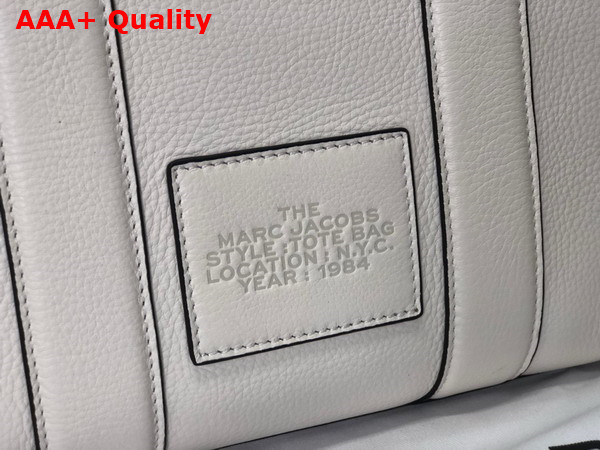 AAA+ Quality
THE
MARC JACOBS
STYLE :TOTE BAG
LOCATION : N.Y.C.
YEAR : 1984